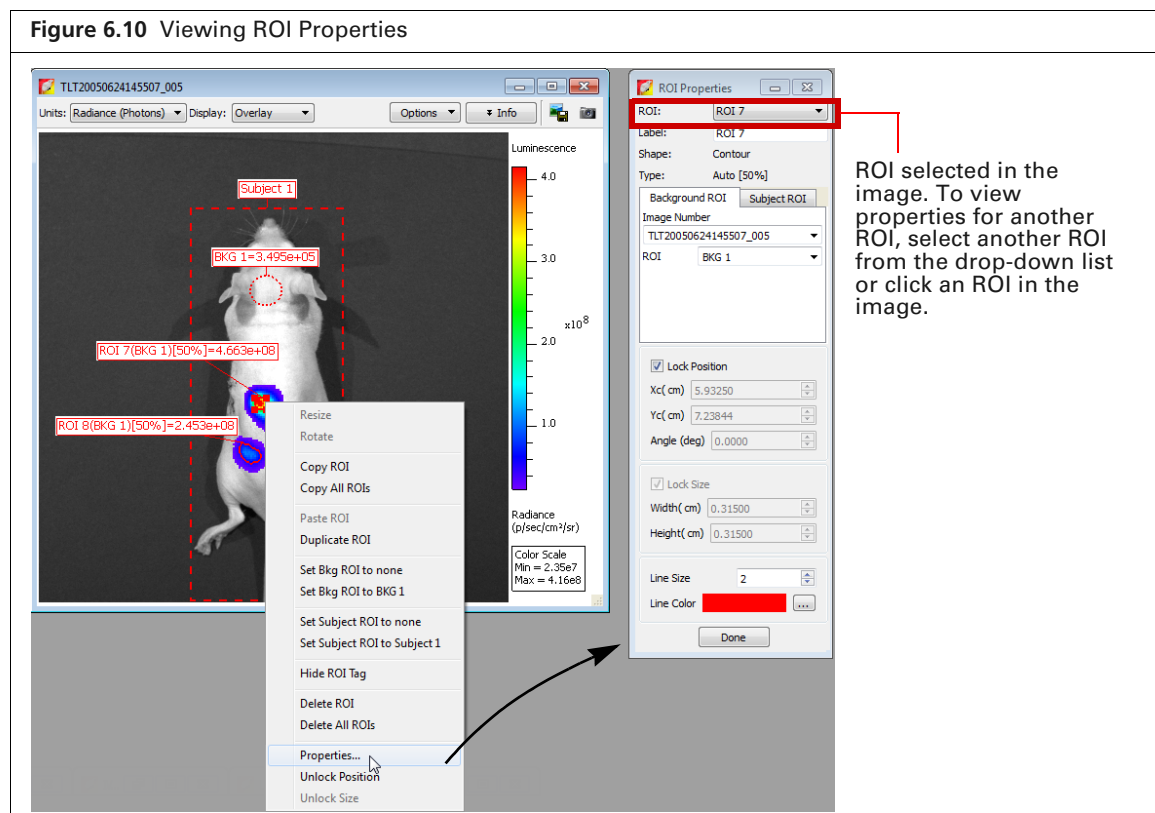 Figure 6.10 Viewing ROI Properties
TLT20050624145507_005
Units: Radiance (Photons) Display: Overlay Options Info
Luminescence
4.0
3.0
x10^8
2.0
1.0
Radiance
(p/sec/cm²/sr)
Color Scale
Min = 2.35e7
Max = 4.16e8
Subject 1
BKG 1=3.495e+05
ROI 7(BKG 1)[50%]=4.663e+08
ROI 8(BKG 1)[50%]=2.453e+08
Resize
Rotate
Copy ROI
Copy All ROIs
Paste ROI
Duplicate ROI
Set Bkg ROI to none
Set Bkg ROI to BKG 1
Set Subject ROI to none
Set Subject ROI to Subject 1
Hide ROI Tag
Delete ROI
Delete All ROIs
Properties...
Unlock Position
Unlock Size
ROI Properties
ROI: ROI 7
Label: ROI 7
Shape: Contour
Type: Auto [50%]
Background ROI Subject ROI
Image Number
TLT20050624145507_005
ROI BKG 1
Lock Position
Xc( cm) 5.93250
Yc( cm) 7.23844
Angle (deg) 0.0000
Lock Size
Width( cm) 0.31500
Height( cm) 0.31500
Line Size 2
Line Color ...
Done
ROI selected in the
image. To view
properties for another
ROI, select another ROI
from the drop-down list
or click an ROI in the
image.